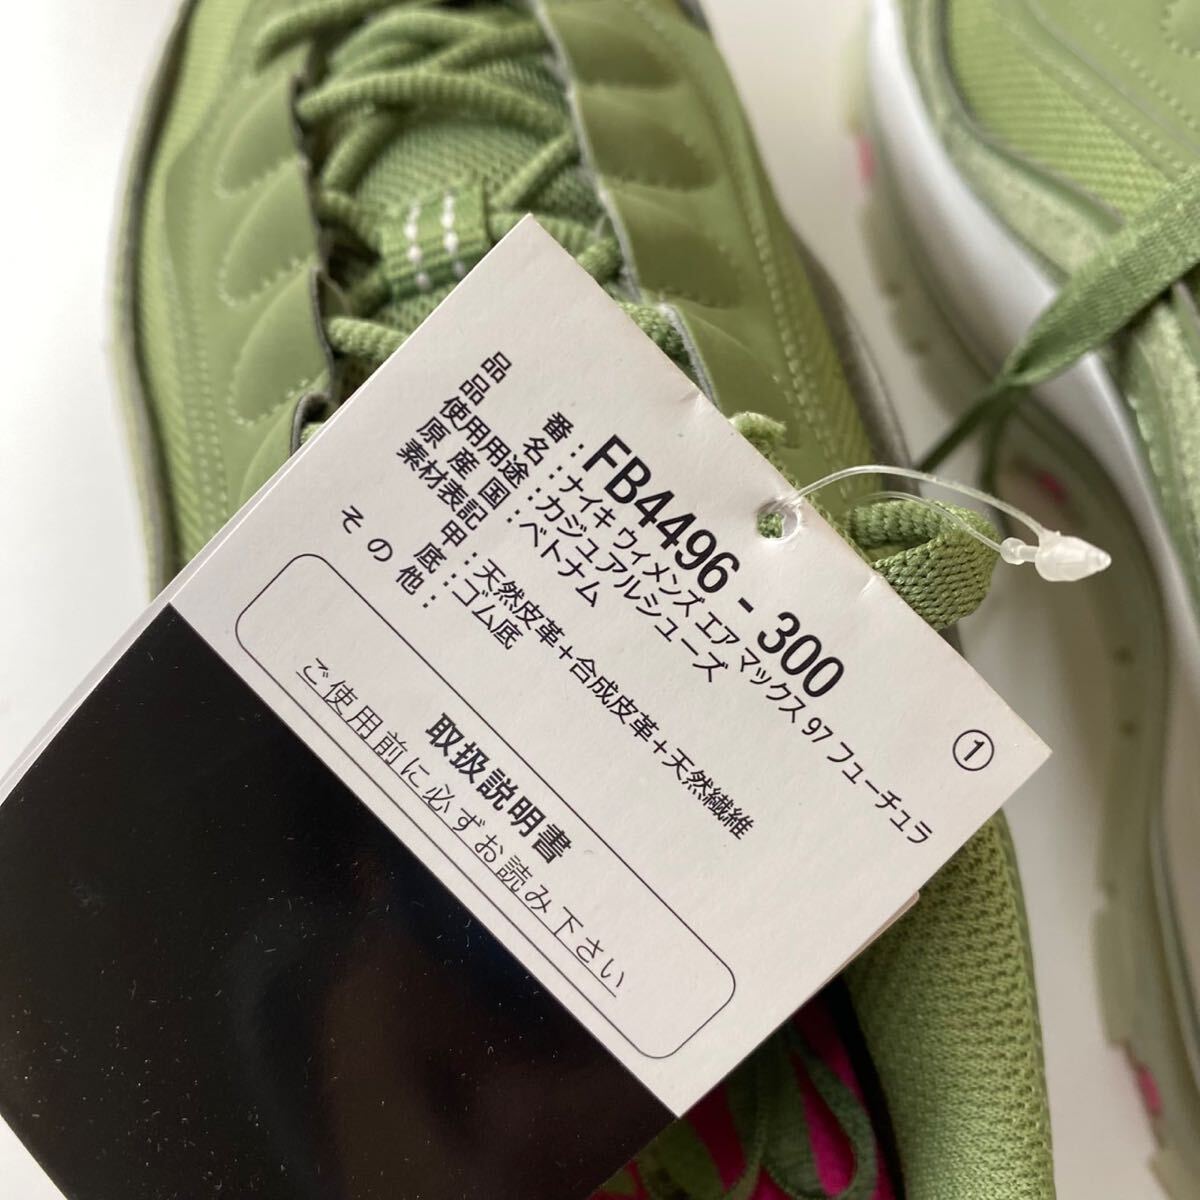 ①
品番：FB4496 - 300
品名：ナイキ ウィメンズ エア マックス 97 フューチュラ
使用用途：カジュアルシューズ
原産国：ベトナム
素材表記 甲：天然皮革+合成皮革+天然繊維
底：ゴム底
その他：
取扱説明書
ご使用前に必ずお読み下さい